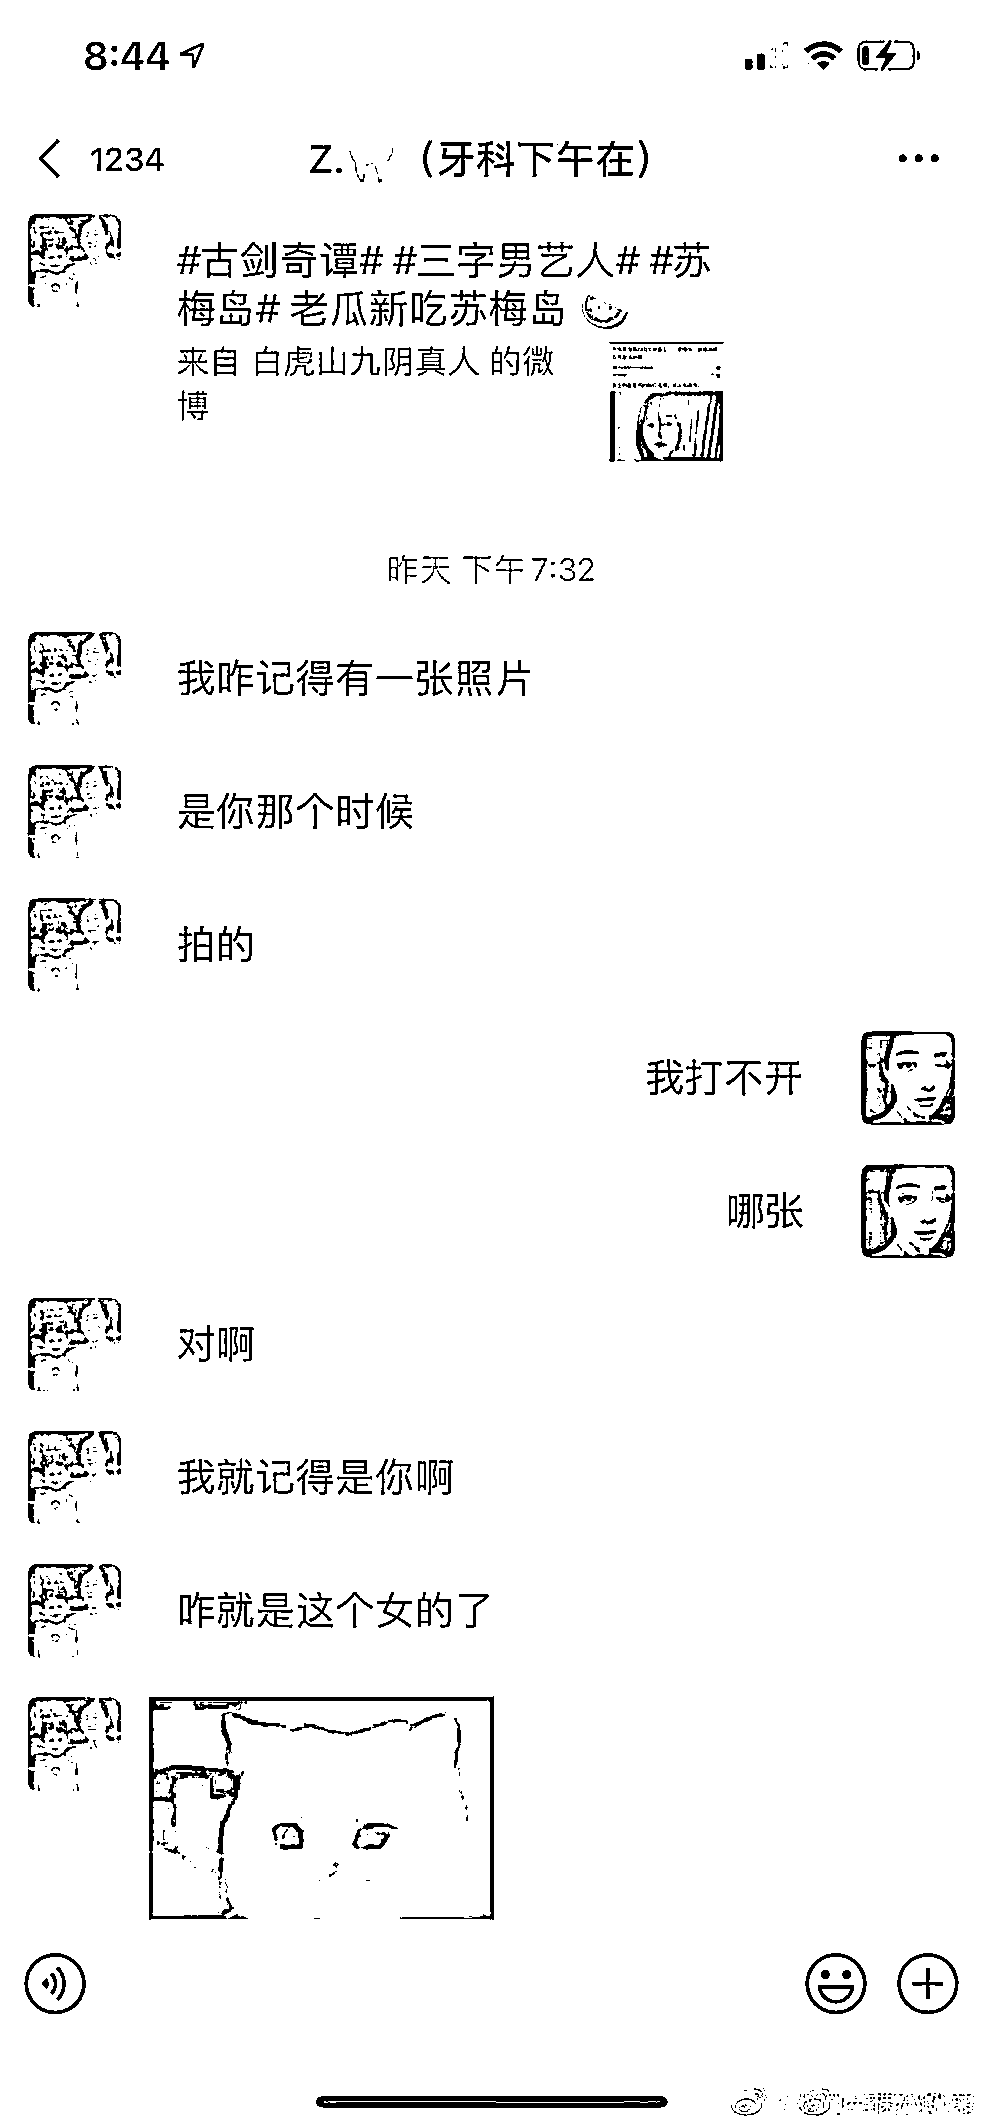 8:44
1234
Z. （牙科下午在）
#古剑奇谭# #三字男艺人# #苏
梅岛# 老瓜新吃苏梅岛
来自 白虎山九阴真人 的微
博
昨天 下午7:32
我咋记得有一张照片
是你那个时候
拍的
我打不开
哪张
对啊
我就记得是你啊
咋就是这个女的了